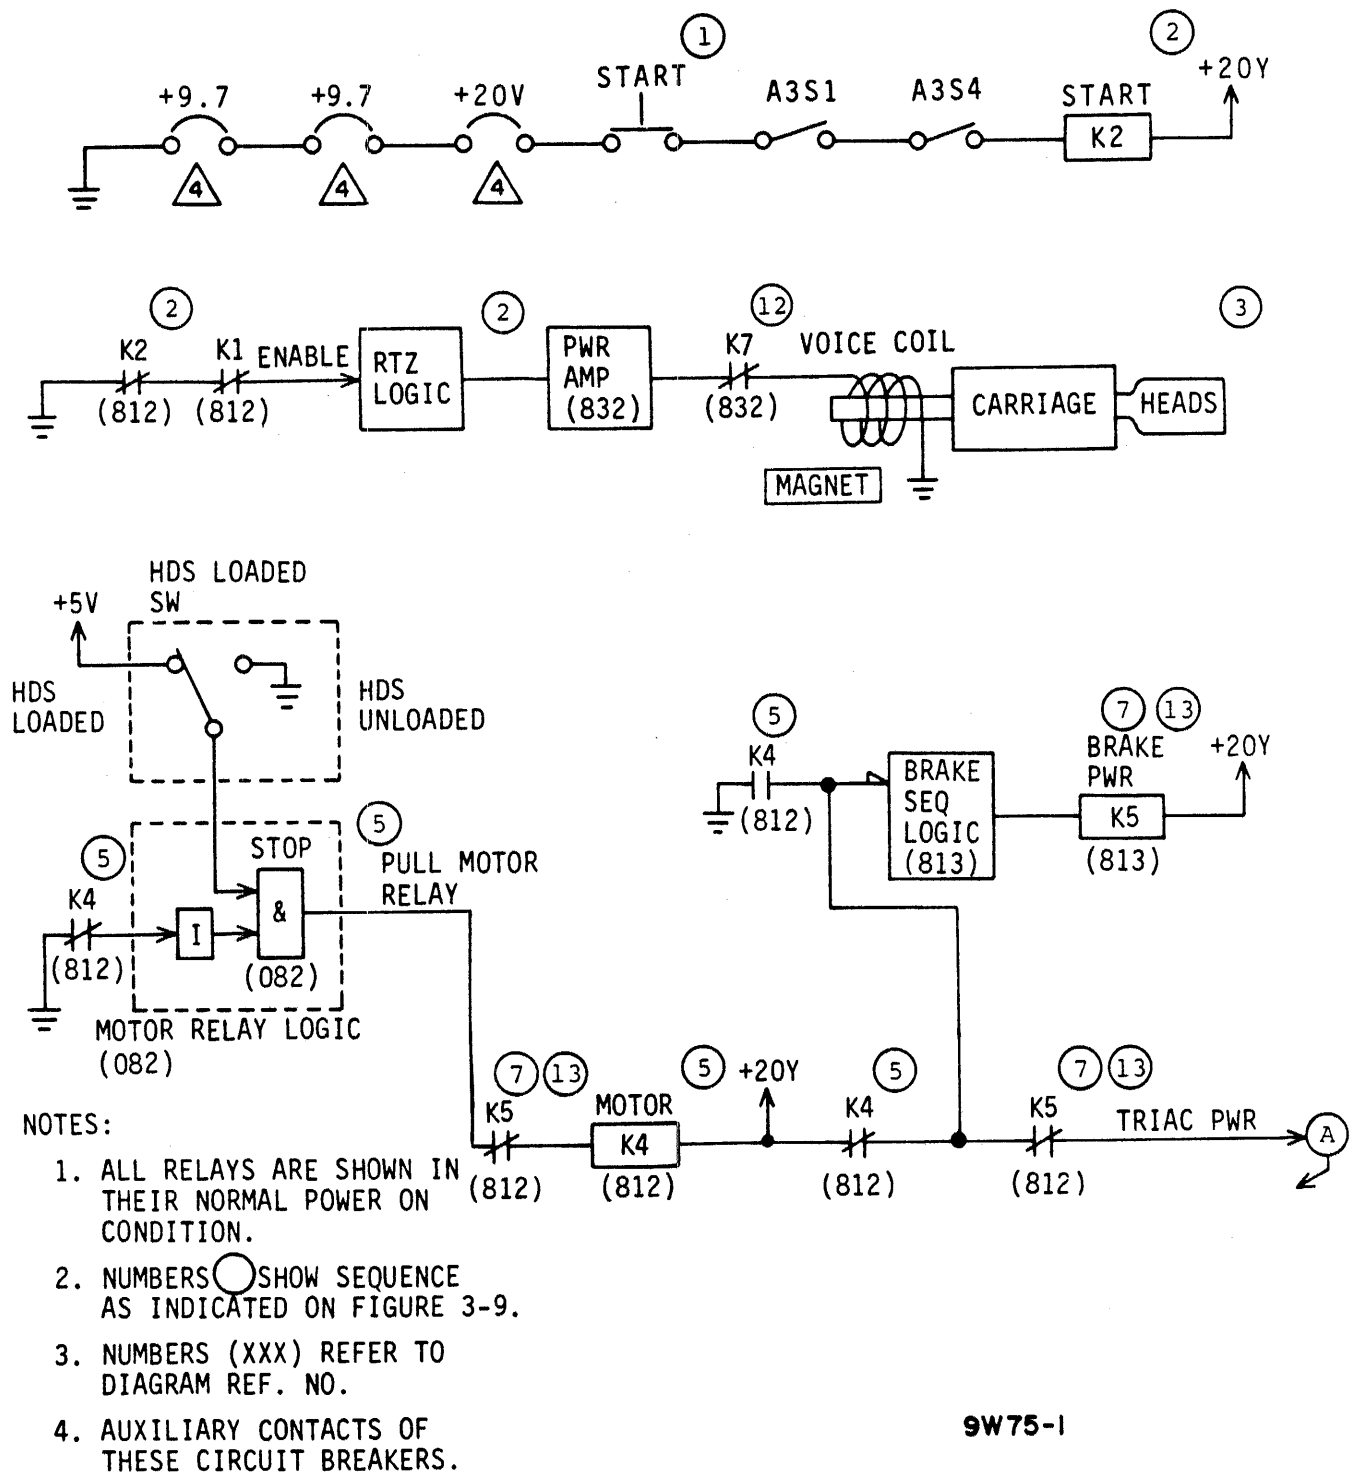 1
2
START
+20Y
+9.7
+9.7
+20V
A3S1
A3S4
START
K2
4
4
4
2
2
12
3
K2
K1
ENABLE
RTZ
LOGIC
PWR
AMP
(832)
K7
VOICE COIL
(812)
(812)
(832)
CARRIAGE
HEADS
MAGNET
HDS LOADED
SW
+5V
HDS
LOADED
HDS
UNLOADED
5
K4
(812)
BRAKE
SEQ
LOGIC
(813)
7
13
BRAKE
PWR
K5
(813)
+20Y
5
K4
(812)
STOP
&
I
(082)
5
PULL MOTOR
RELAY
MOTOR RELAY LOGIC
(082)
7
13
K5
(812)
MOTOR
K4
(812)
5
+20Y
5
K4
(812)
7
13
K5
(812)
TRIAC PWR
A
NOTES:
1. ALL RELAYS ARE SHOWN IN
THEIR NORMAL POWER ON
CONDITION.
2. NUMBERS SHOW SEQUENCE
AS INDICATED ON FIGURE 3-9.
3. NUMBERS (XXX) REFER TO
DIAGRAM REF. NO.
4. AUXILIARY CONTACTS OF
THESE CIRCUIT BREAKERS.
9W75-1